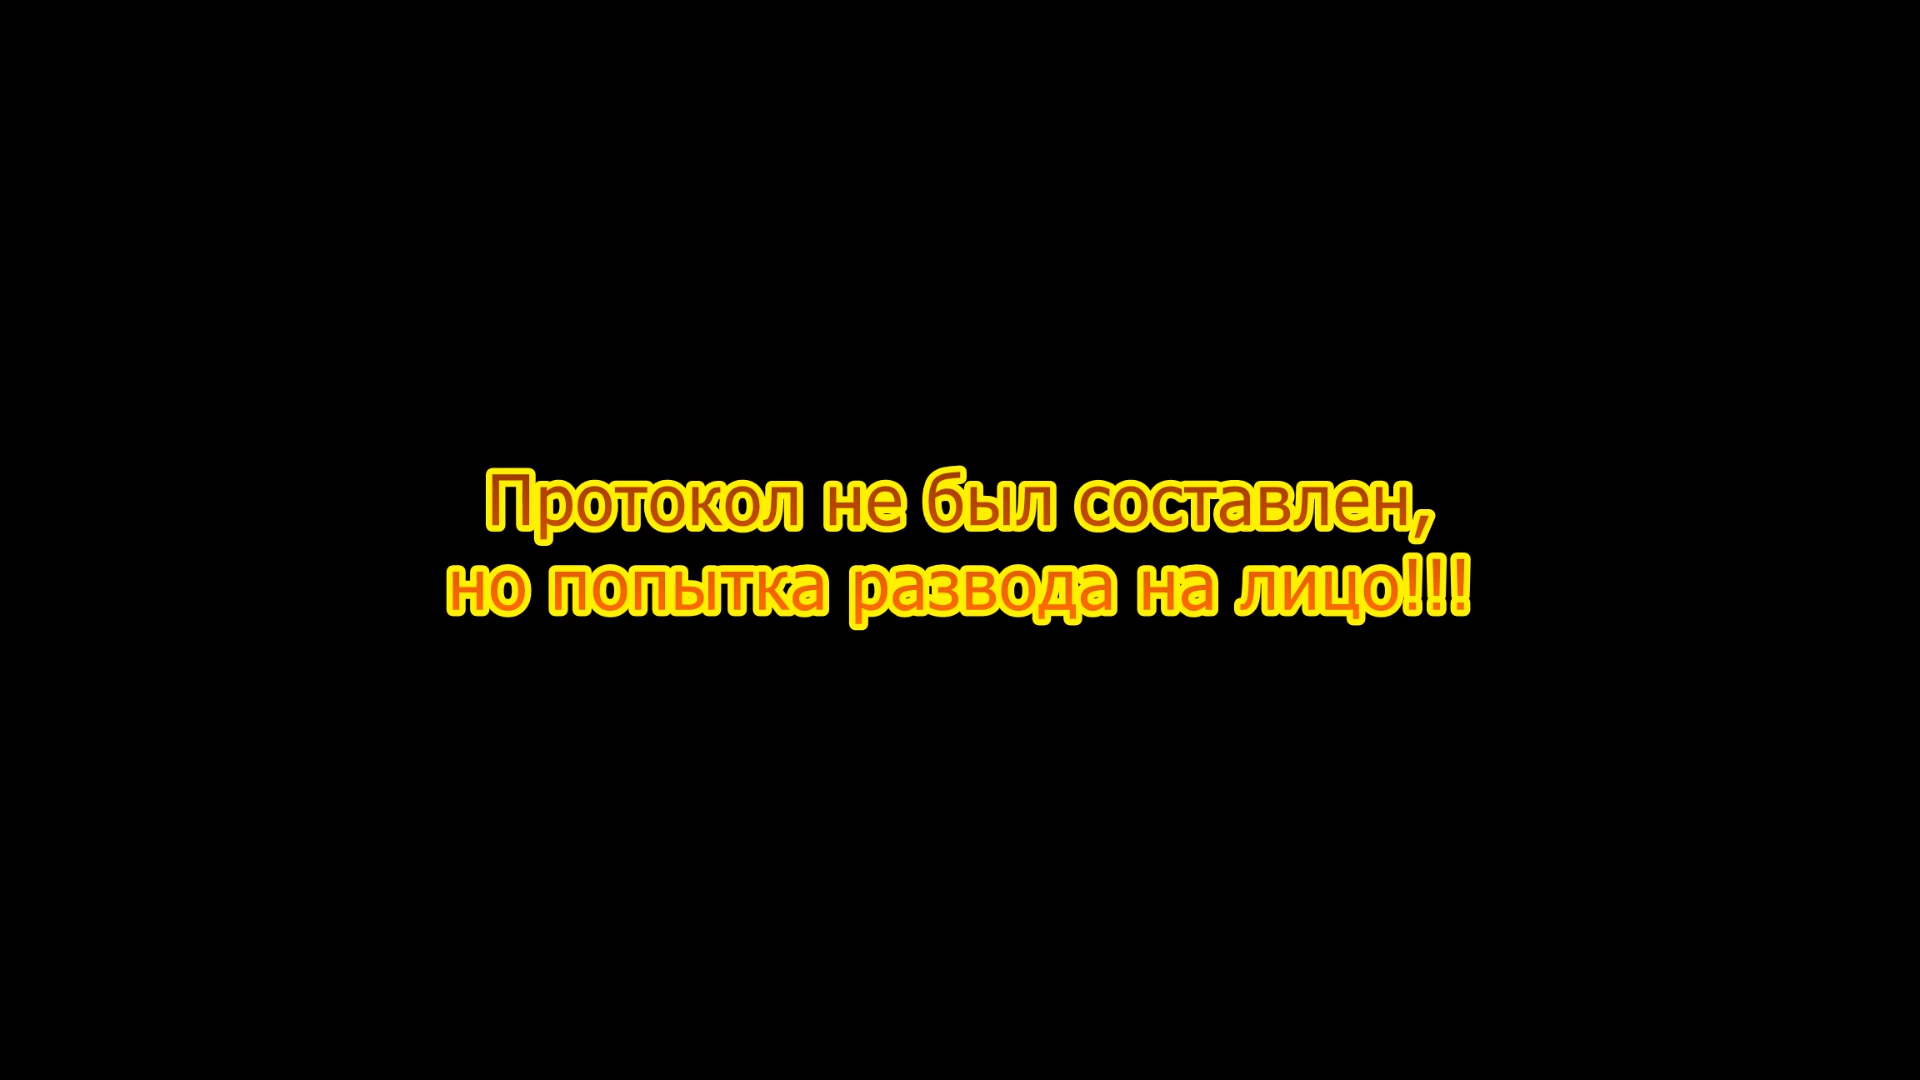 Протокол не был составлен,
но попытка развода на лицо!!!